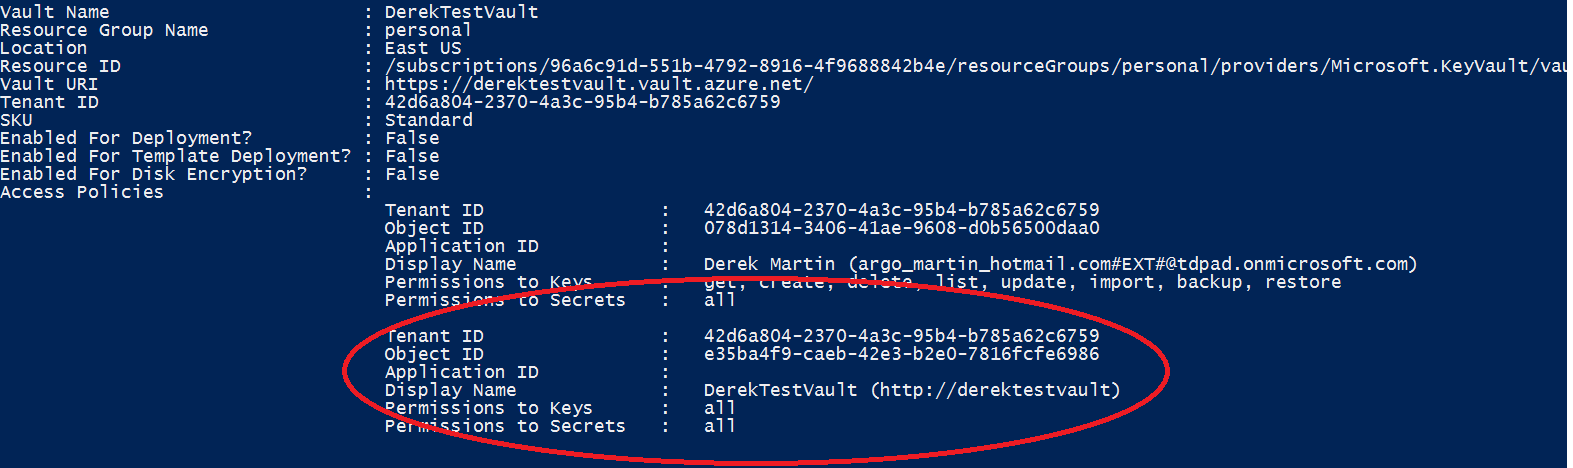 Vault Name : DerekTestVault
Resource Group Name : personal
Location : East US
Resource ID : /subscriptions/96a6c91d-551b-4792-8916-4f9688842b4e/resourceGroups/personal/providers/Microsoft.KeyVault/vau
Vault URI : https://derektestvault.vault.azure.net/
Tenant ID : 42d6a804-2370-4a3c-95b4-b785a62c6759
SKU : Standard
Enabled For Deployment? : False
Enabled For Template Deployment? : False
Enabled For Disk Encryption? : False
Access Policies :
Tenant ID : 42d6a804-2370-4a3c-95b4-b785a62c6759
Object ID : 078d1314-3406-41ae-9608-d0b56500daa0
Application ID :
Display Name : Derek Martin (argo_martin_hotmail.com#EXT#@tdpad.onmicrosoft.com)
Permissions to Keys : get, create, delete, list, update, import, backup, restore
Permissions to Secrets : all
Tenant ID : 42d6a804-2370-4a3c-95b4-b785a62c6759
Object ID : e35ba4f9-caeb-42e3-b2e0-7816fcfe6986
Application ID :
Display Name : DerekTestVault (http://derektestvault)
Permissions to Keys : all
Permissions to Secrets : all